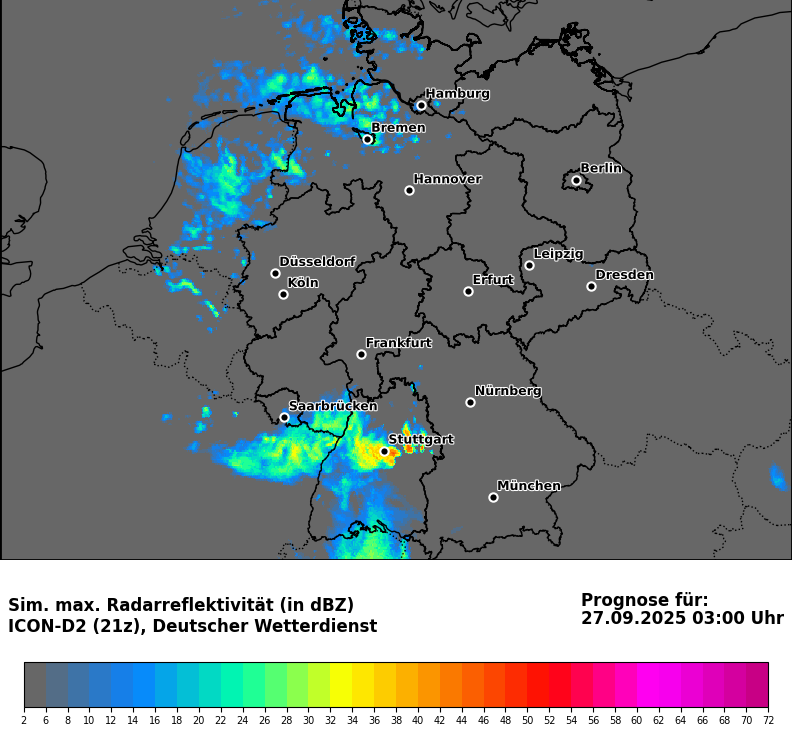 Hamburg
Bremen
Berlin
Hannover
Leipzig
Düsseldorf
Dresden
Köln
Erfurt
Frankfurt
Nürnberg
Saarbrücken
Stuttgart
München
Sim. max. Radarreflektivität (in dBZ)
ICON-D2 (21z), Deutscher Wetterdienst
Prognose für:
27.09.2025 03:00 Uhr
2 6 8 10 12 14 16 18 20 22 24 26 28 30 32 34 36 38 40 42 44 46 48 50 52 54 56 58 60 62 64 66 68 70 72